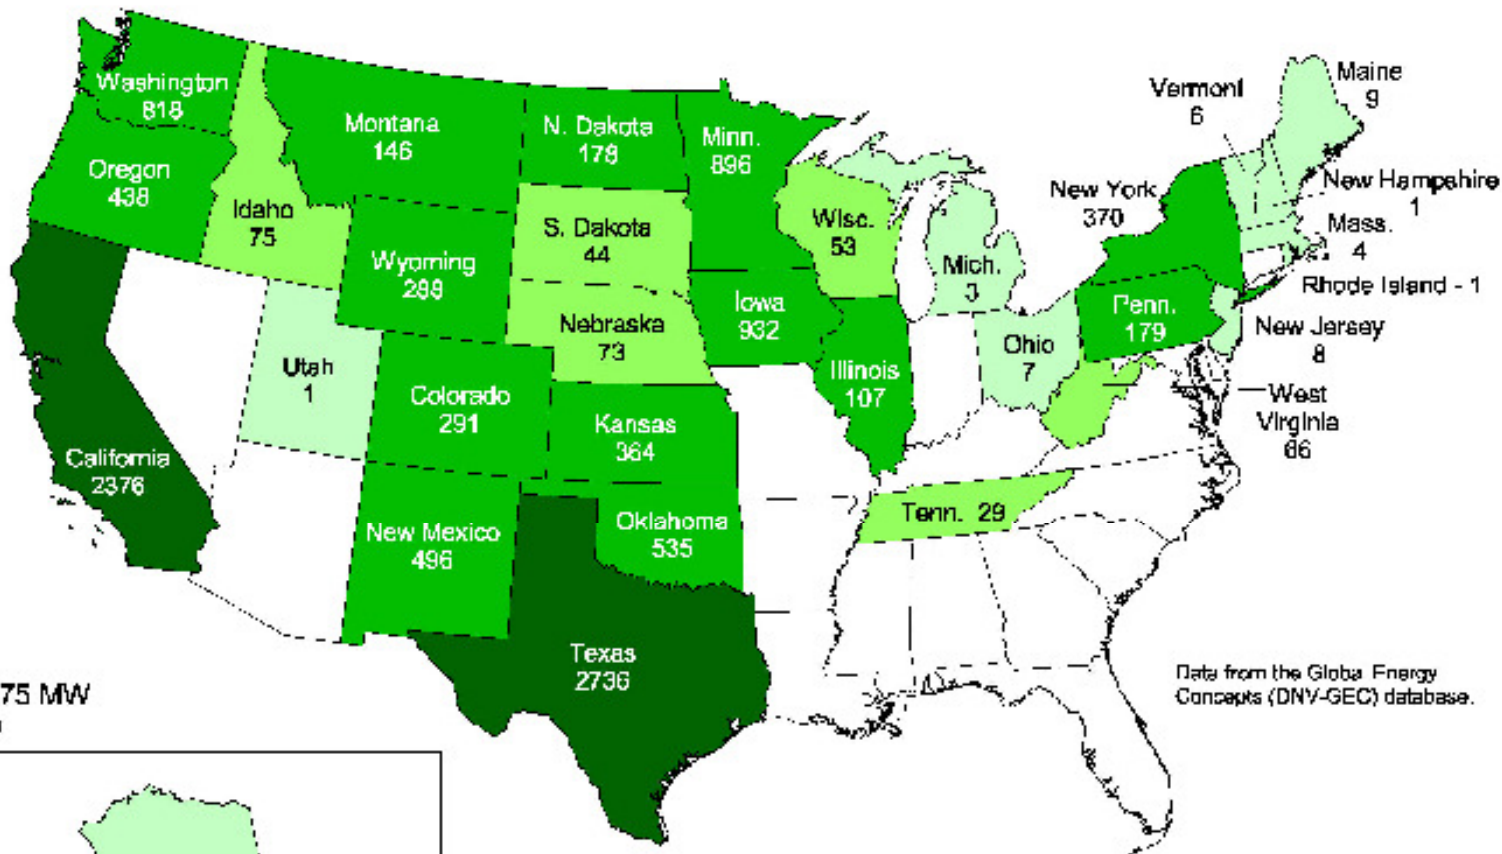 Washington
818
Oregon
438
California
2376
Idaho
75
Montana
146
Wyoming
288
Utah
1
Colorado
291
New Mexico
496
N. Dakota
178
S. Dakota
44
Nebraska
73
Kansas
364
Oklahoma
535
Texas
2736
Minn.
896
Iowa
932
Wisc.
53
Illinois
107
Mich.
3
Ohio
7
Tenn. 29
Penn.
179
New York
370
Vermont
6
Maine
9
New Hampshire
1
Mass.
4
Rhode Island - 1
New Jersey
8
West
Virginia
66
Data from the Global Energy
Concepts (DNV-GEC) database.
75 MW